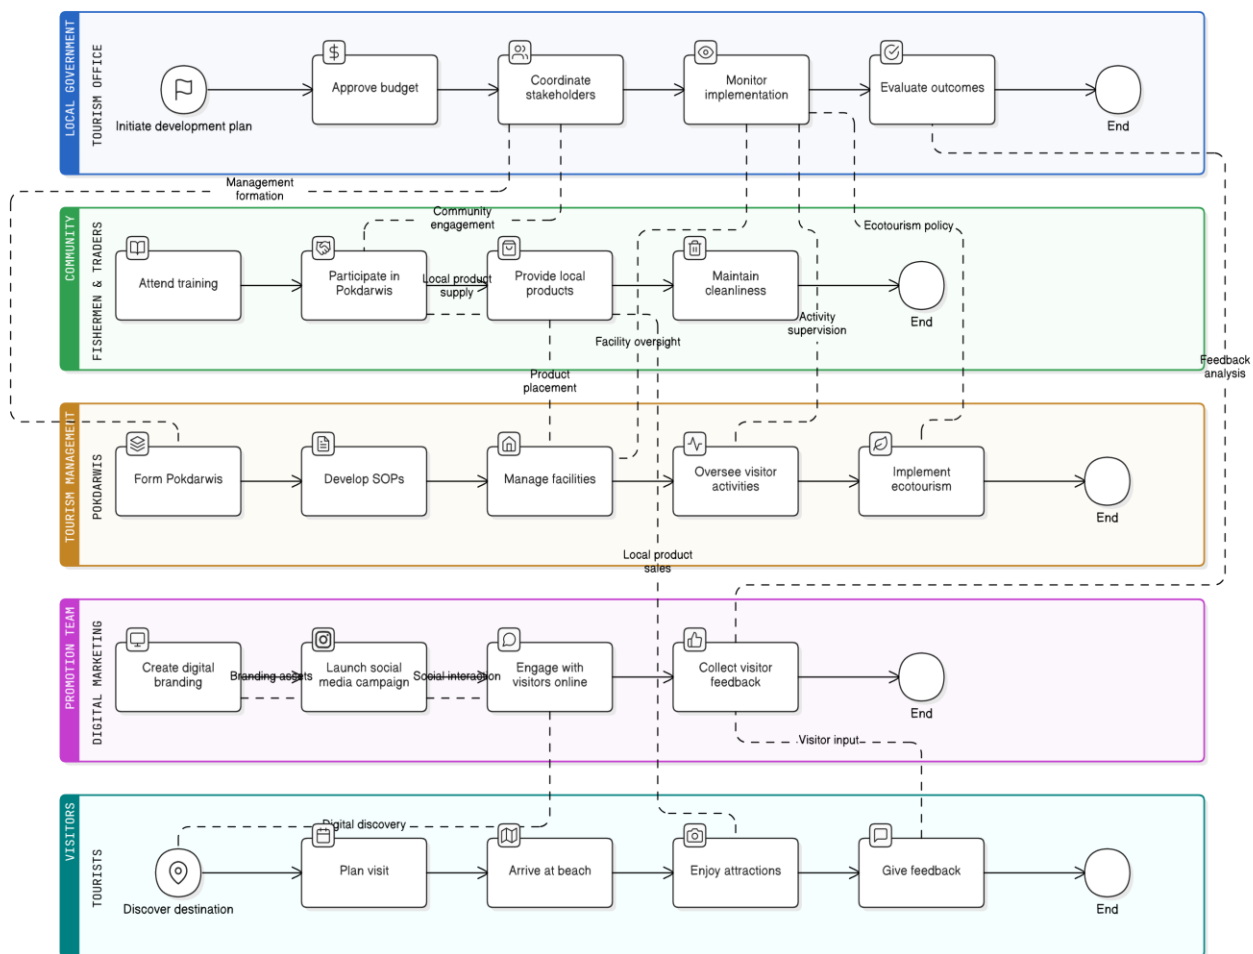 LOCAL GOVERNMENT
TOURISM OFFICE
Initiate development plan
Approve budget
Coordinate
stakeholders
Monitor
implementation
Evaluate outcomes
End
Management
formation
Community
engagement
Ecotourism policy
COMMUNITY
FISHERMEN & TRADERS
Attend training
Participate in
Pokdarwis
Local product
supply
Provide local
products
Maintain
cleanliness
End
Activity
supervision
Facility oversight
Product
placement
Feedback
analysis
TOURISM MANAGEMENT
POKDARWIS
Form Pokdarwis
Develop SOPs
Manage facilities
Oversee visitor
activities
Implement
ecotourism
End
Local product
sales
PROMOTION TEAM
DIGITAL MARKETING
Create digital
branding
Branding assets
Launch social
media campaign
Social interaction
Engage with
visitors online
Collect visitor
feedback
End
Visitor input
VISITORS
TOURISTS
Digital discovery
Discover destination
Plan visit
Arrive at beach
Enjoy attractions
Give feedback
End